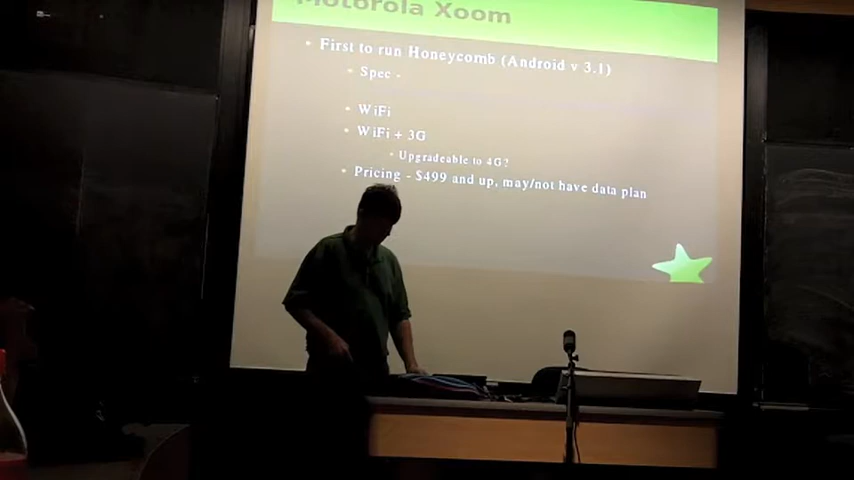 Motorola Xoom
First to run Honeycomb (Android v 3.1)
Spec -
WiFi
WiFi + 3G
Upgradeable to 4G?
Pricing - $499 and up, may/not have data plan